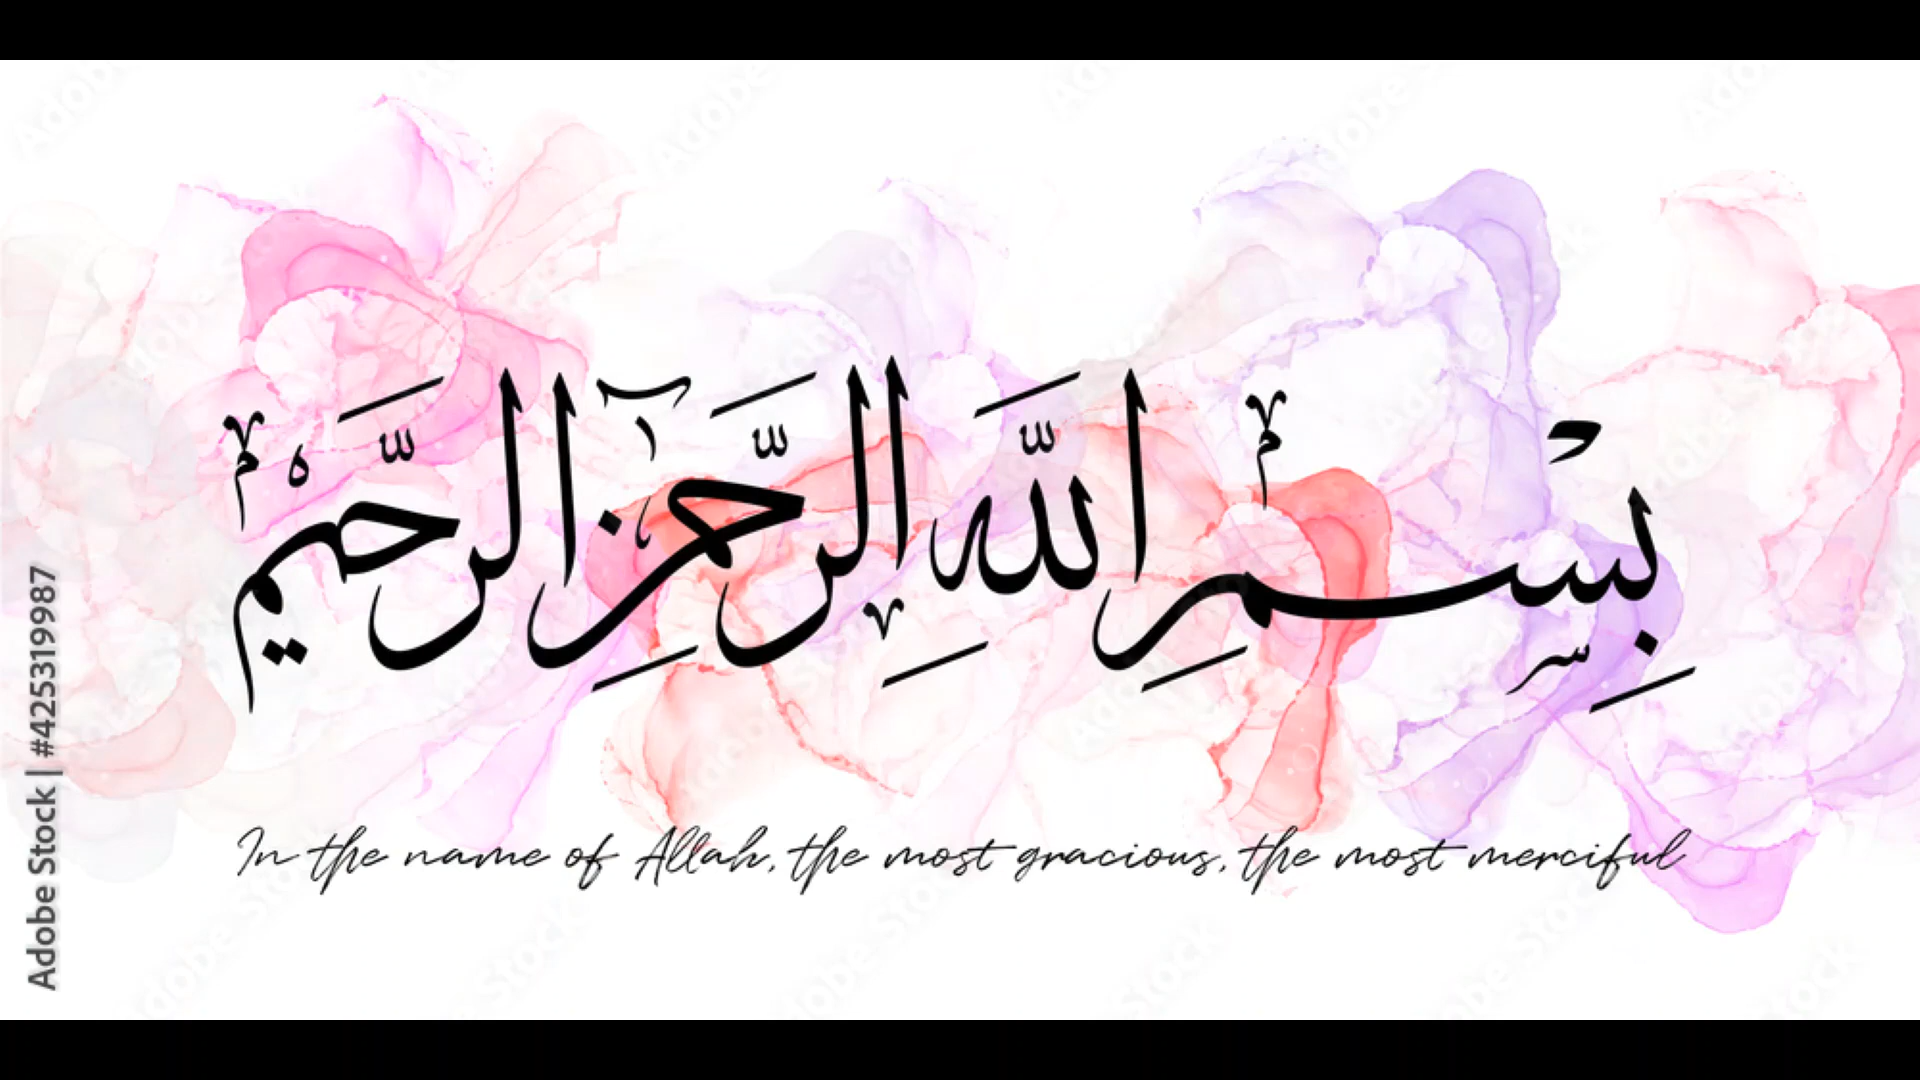 بِسْمِ اللَّهِ الرَّحْمَٰنِ الرَّحِيمِ
In the name of Allah, the most gracious, the most merciful
Adobe Stock | #425319987